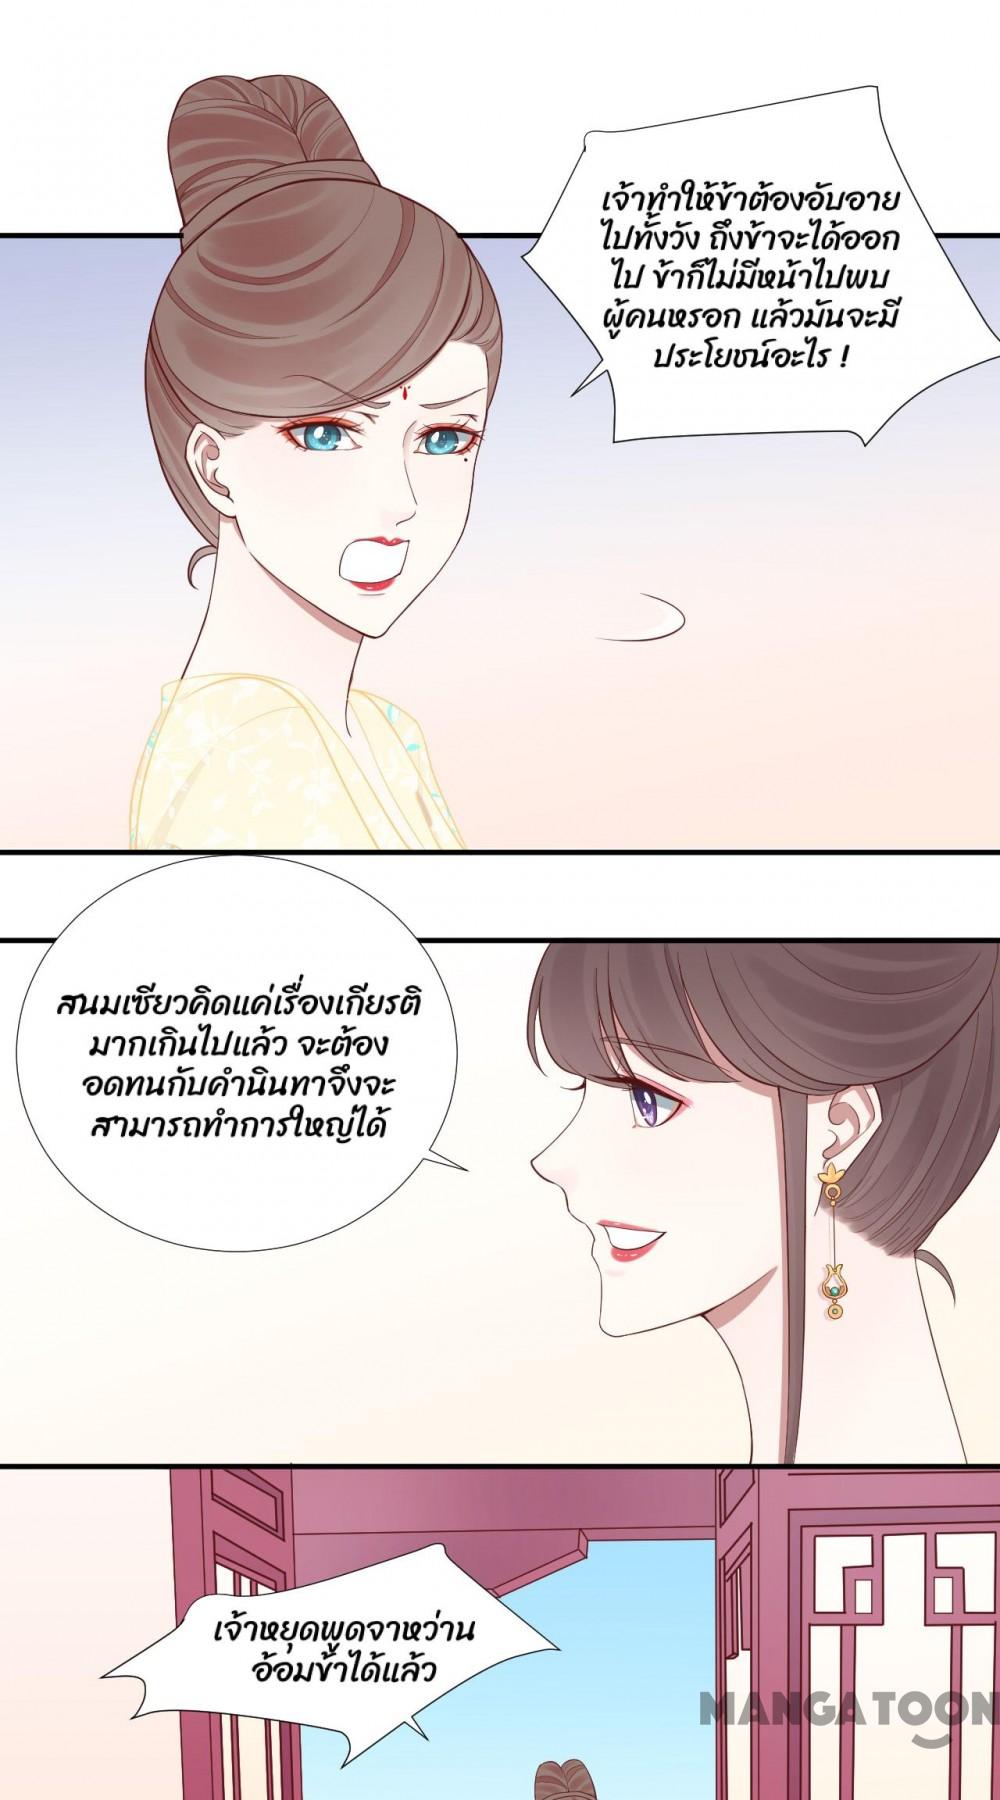 เจ้าทำให้ข้าต้องอับอาย
ไปทั้งวัง ถึงข้าจะได้ออก
ไป ข้าก็ไม่มีหน้าไปพบ
ผู้คนหรอก แล้วมันจะมี
ประโยชน์อะไร !
สนมเซียวคิดแค่เรื่องเกียรติ
มากเกินไปแล้ว จะต้อง
อดทนกับคำนินทาจึงจะ
สามารถทำการใหญ่ได้
เจ้าหยุดพูดจาหว่าน
อ้อมข้าได้แล้ว
MANGATOON